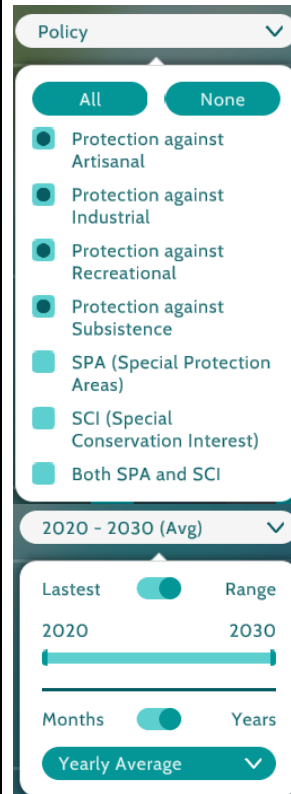 Policy
All None
Protection against
Artisanal
Protection against
Industrial
Protection against
Recreational
Protection against
Subsistence
SPA (Special Protection
Areas)
SCI (Special
Conservation Interest)
Both SPA and SCI
2020 - 2030 (Avg)
Lastest Range
2020 2030
Months Years
Yearly Average